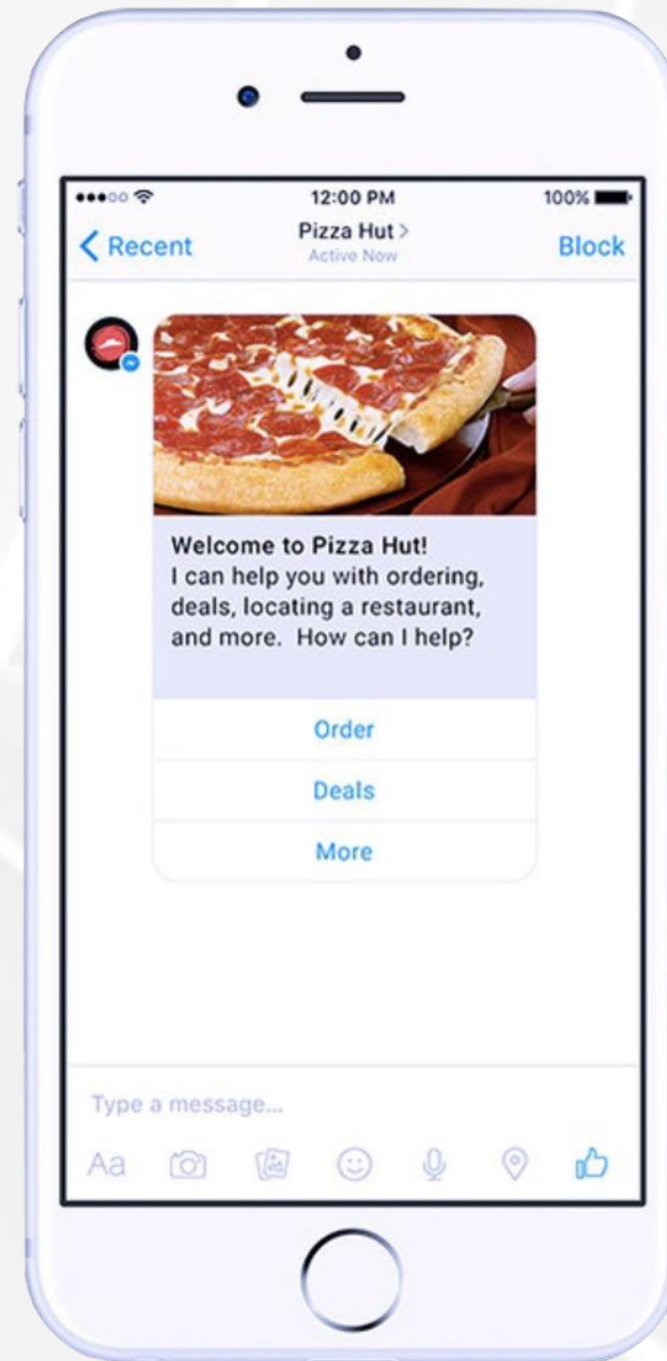 12:00 PM
100%
Recent
Pizza Hut >
Active Now
Block
Welcome to Pizza Hut!
I can help you with ordering,
deals, locating a restaurant,
and more.  How can I help?
Order
Deals
More
Type a message...
Aa